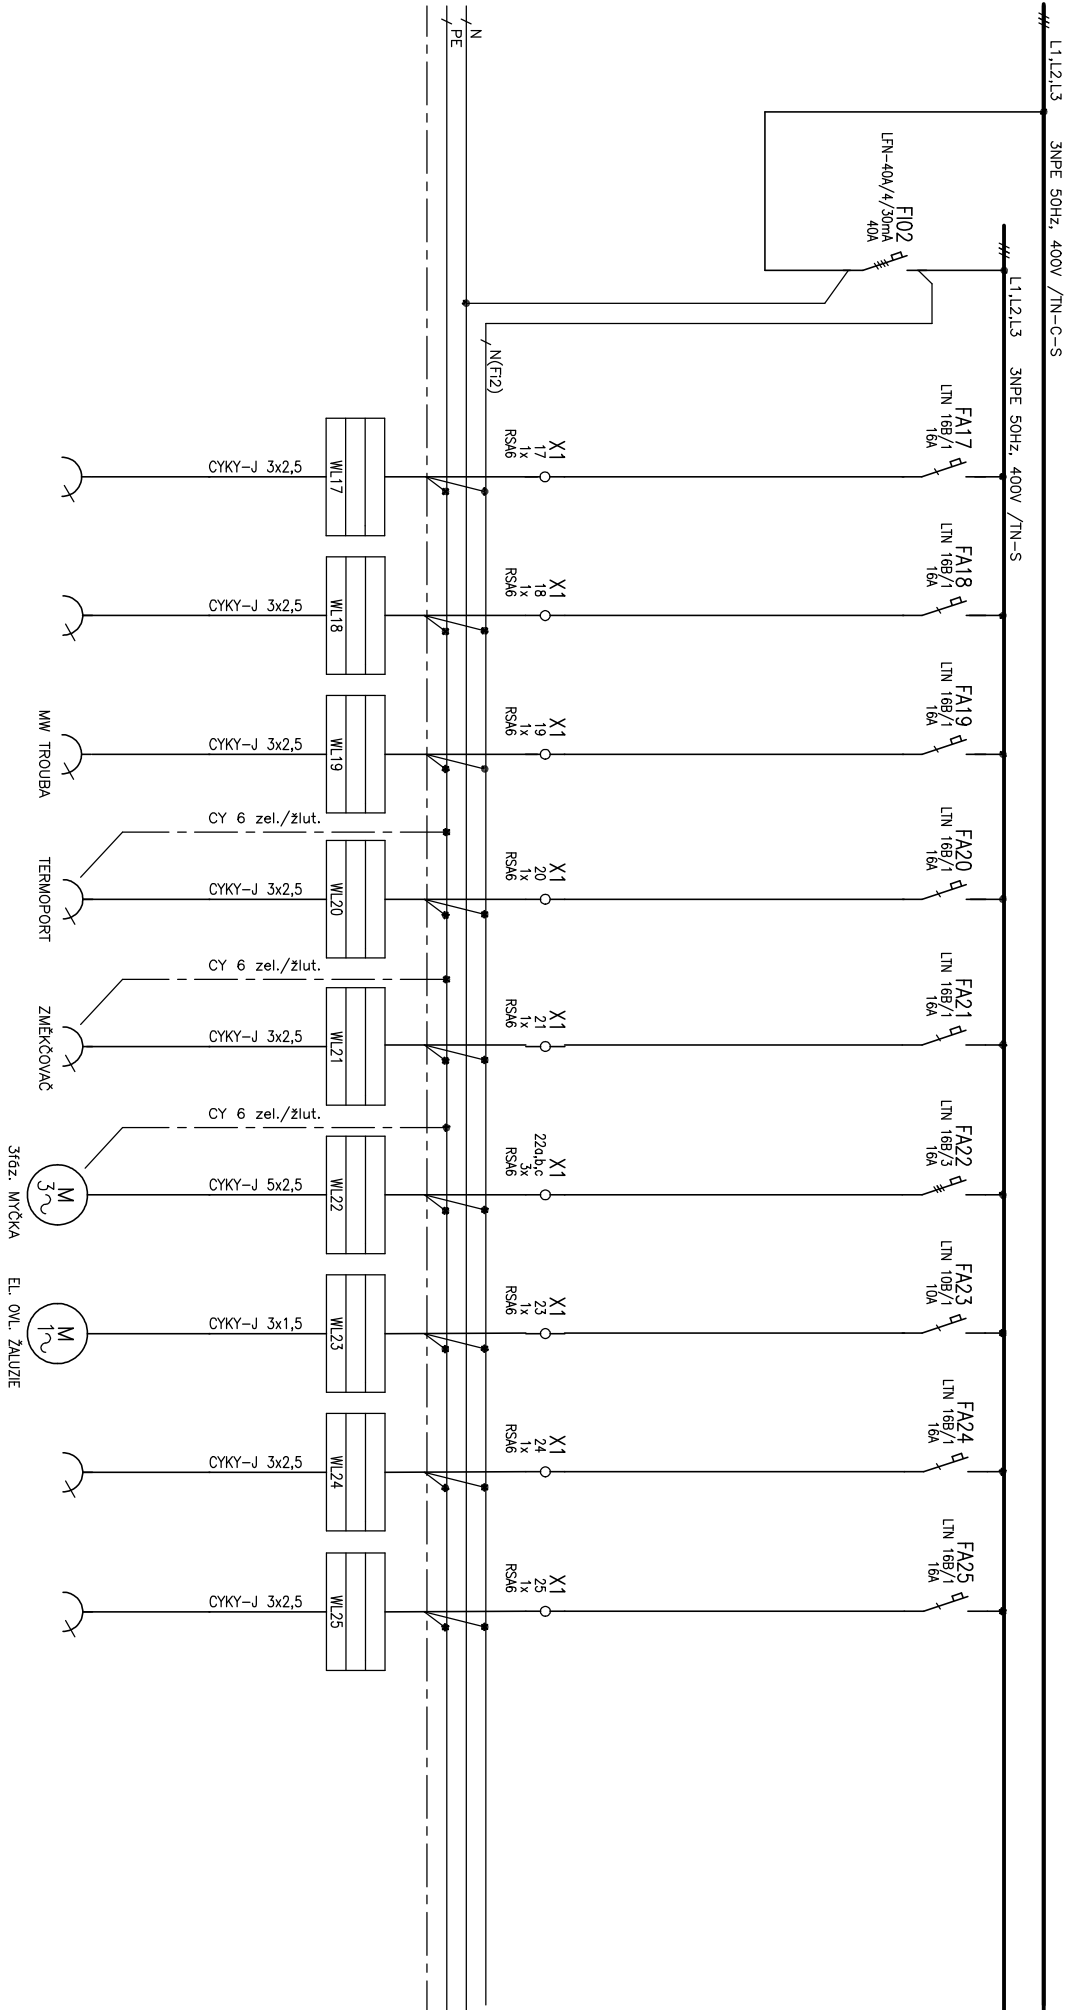 L1,L2,L3 3NPE 50Hz, 400V /TN-C-S
L1,L2,L3 3NPE 50Hz, 400V /TN-S
FI02
LFN-40A/4/30mA
40A
N
PE
N(Fi2)
FA17
LTN 16B/1
16A
X1
17
1x
RSA6
WL17
CYKY-J 3x2,5
FA18
LTN 16B/1
16A
X1
18
1x
RSA6
WL18
CYKY-J 3x2,5
FA19
LTN 16B/1
16A
X1
19
1x
RSA6
WL19
CYKY-J 3x2,5
MW TROUBA
FA20
LTN 16B/1
16A
X1
20
1x
RSA6
WL20
CY 6 zel./žlut.
CYKY-J 3x2,5
TERMOPORT
FA21
LTN 16B/1
16A
X1
21
1x
RSA6
WL21
CY 6 zel./žlut.
CYKY-J 3x2,5
ZMĚKČOVAČ
FA22
LTN 16B/3
16A
X1
22a,b,c
3x
RSA6
WL22
CY 6 zel./žlut.
CYKY-J 5x2,5
M
3~
3fáz. MYČKA
FA23
LTN 10B/1
10A
X1
23
1x
RSA6
WL23
CYKY-J 3x1,5
M
1~
EL. OVL. ŽALUZIE
FA24
LTN 16B/1
16A
X1
24
1x
RSA6
WL24
CYKY-J 3x2,5
FA25
LTN 16B/1
16A
X1
25
1x
RSA6
WL25
CYKY-J 3x2,5